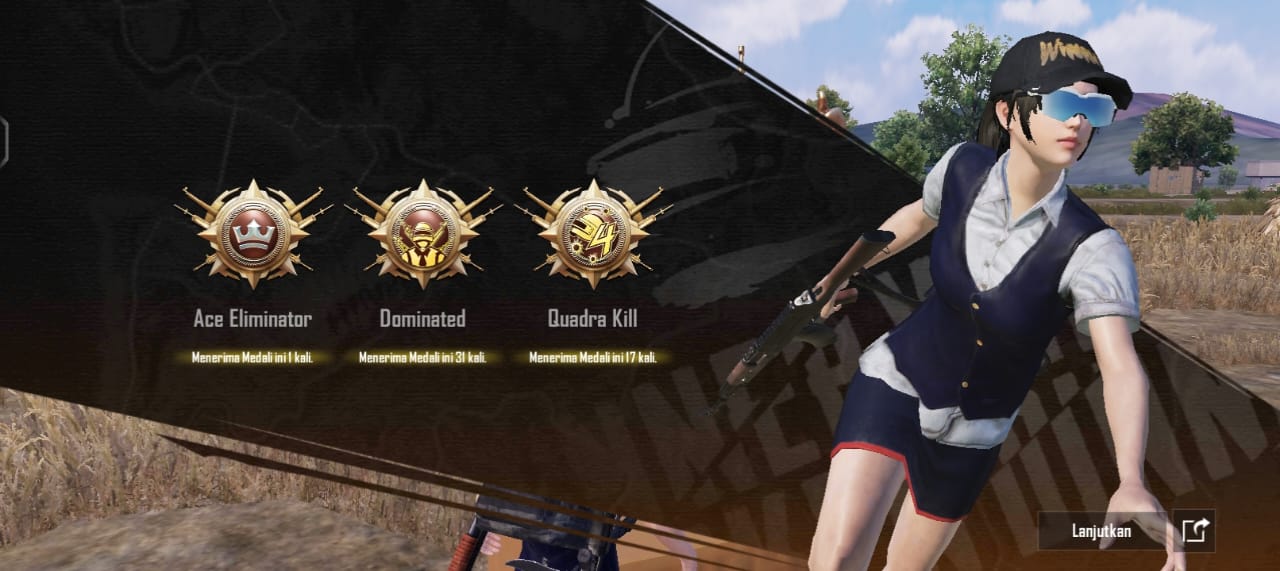 Ace Eliminator
Dominated
Quadra Kill
Menerima Medali ini 1 kali.
Menerima Medali ini 31 kali.
Menerima Medali ini 17 kali.
4
Lanjutkan